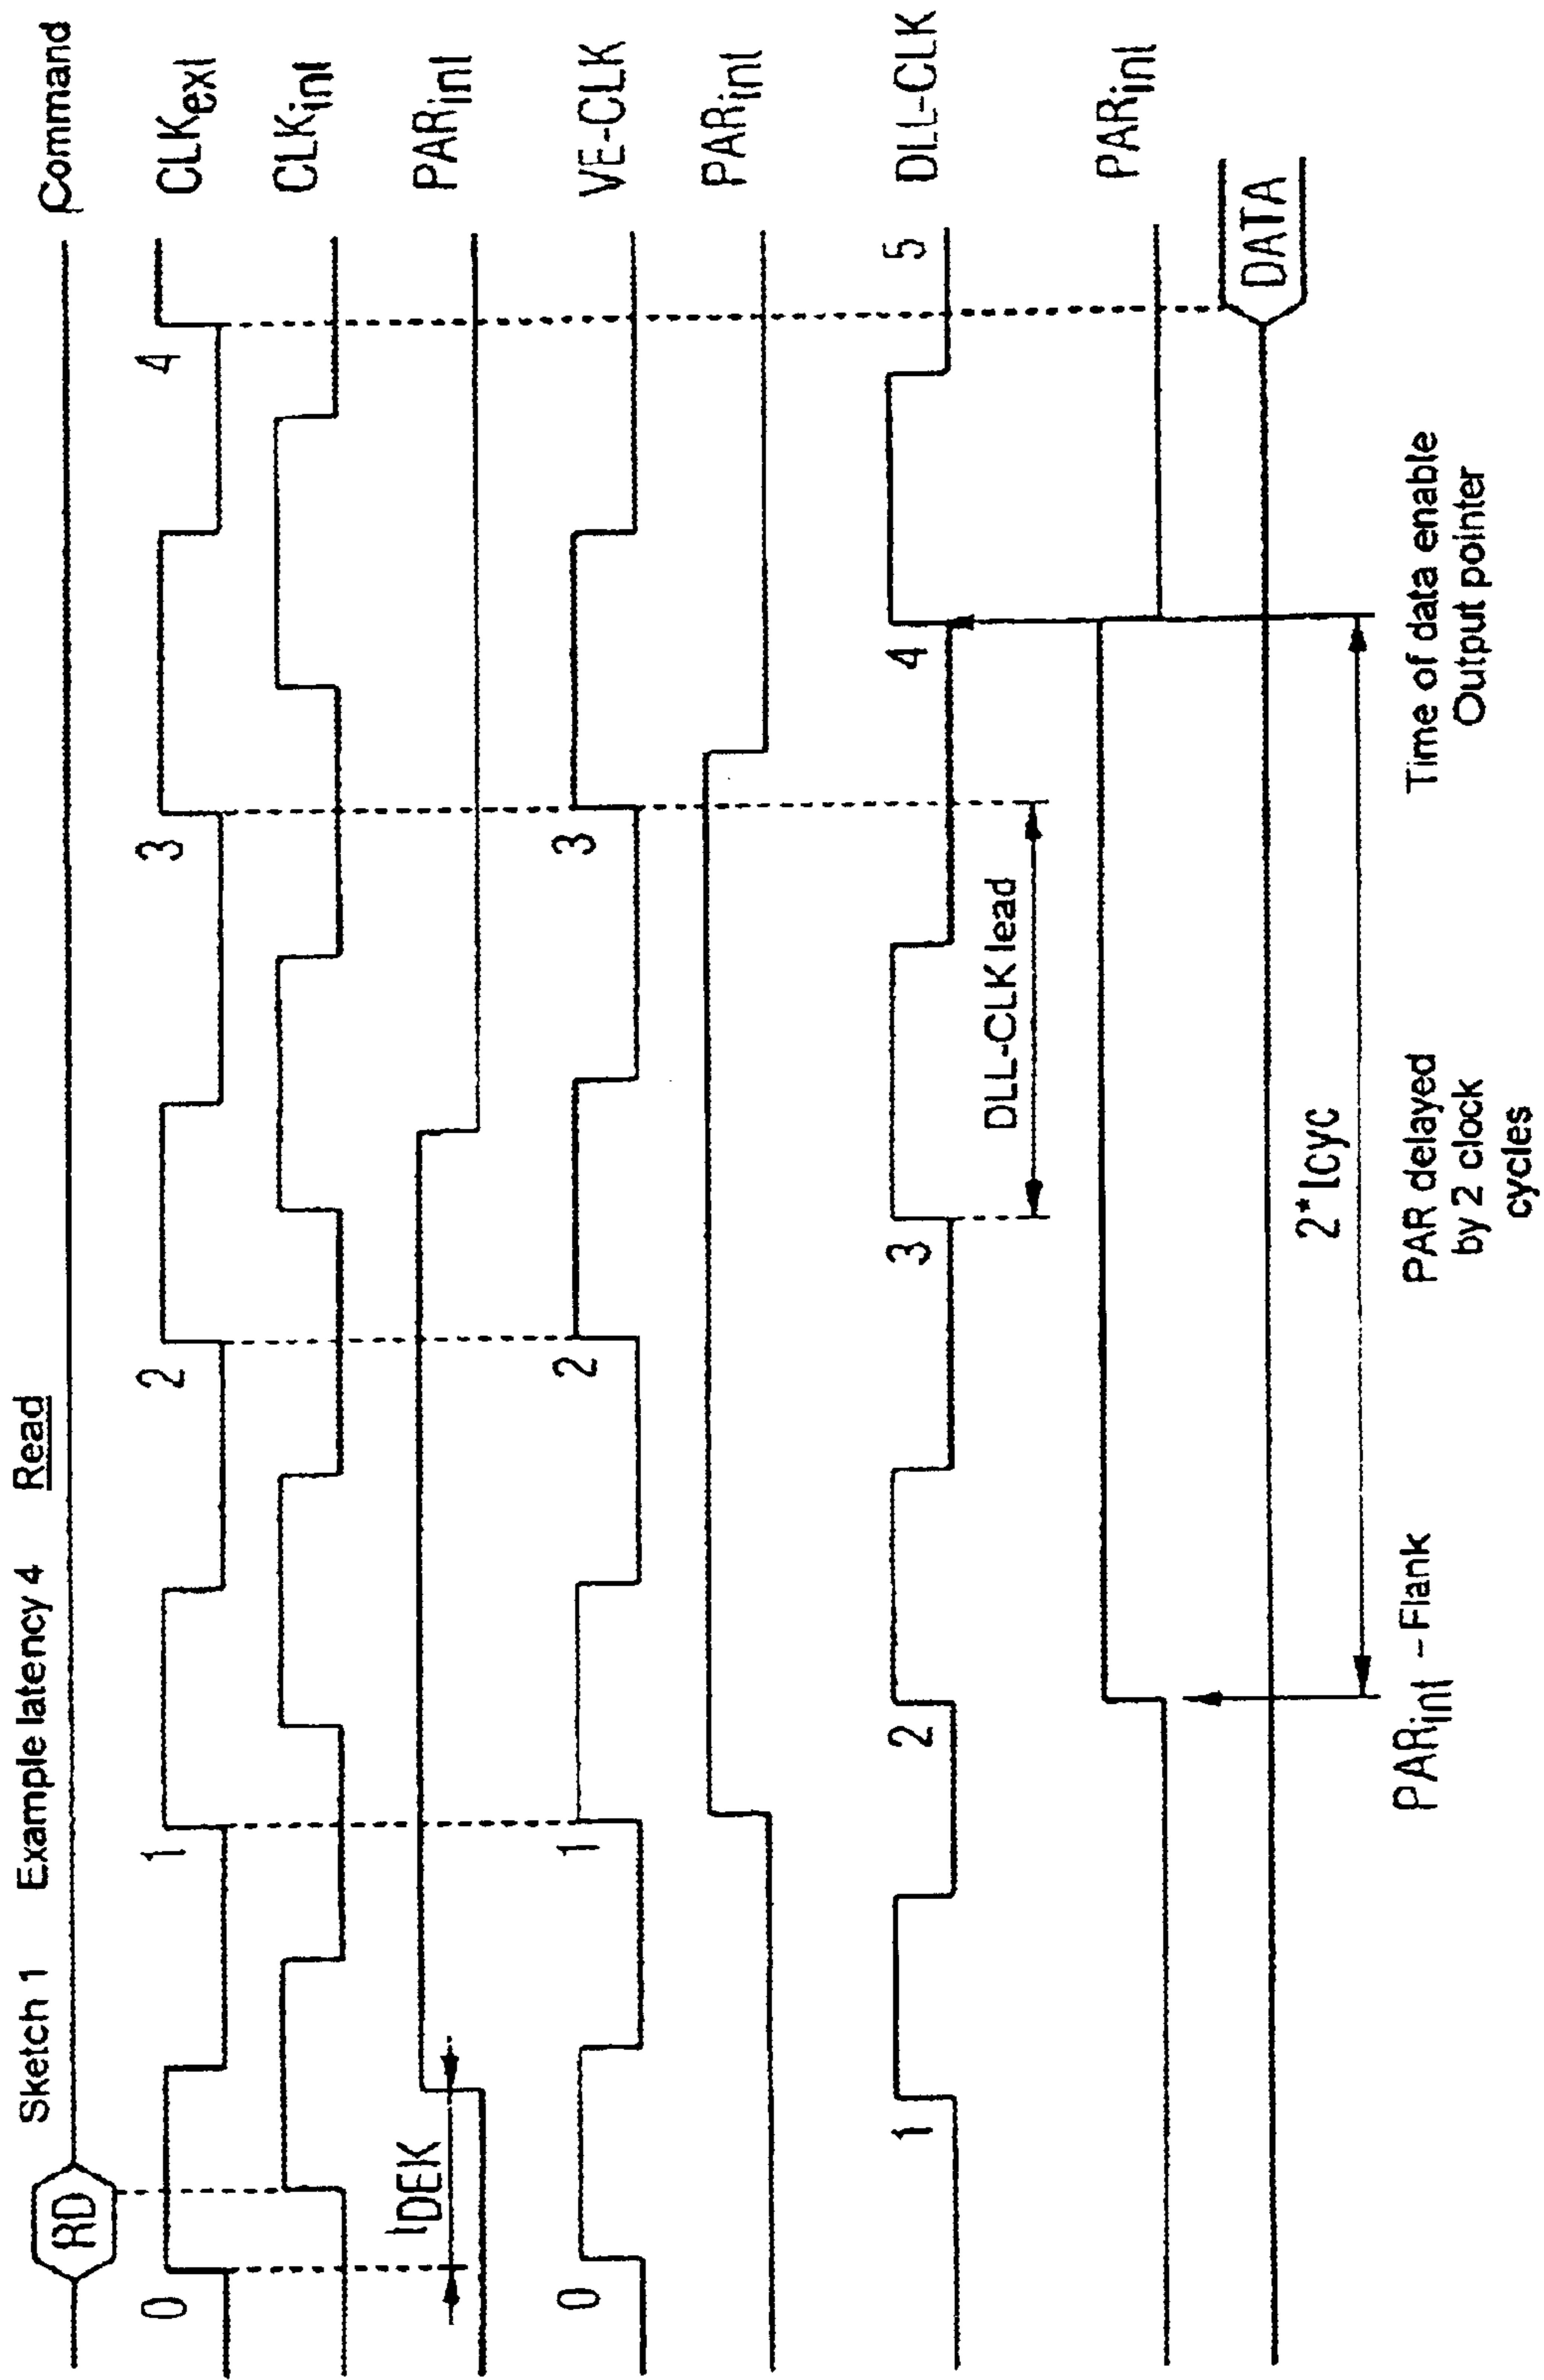 Sketch 1 Example latency 4 Read
RD
Command
0 1 2 3 4
CLKext
CLKint
tDEK
PARint
0 1 2 3
VE-CLK
PARint
1 2 3 4 5
DLL-CLK
DLL-CLK lead
PARint
DATA
2*tcyc
PARint – Flank
PAR delayed
by 2 clock
cycles
Time of data enable
Output pointer